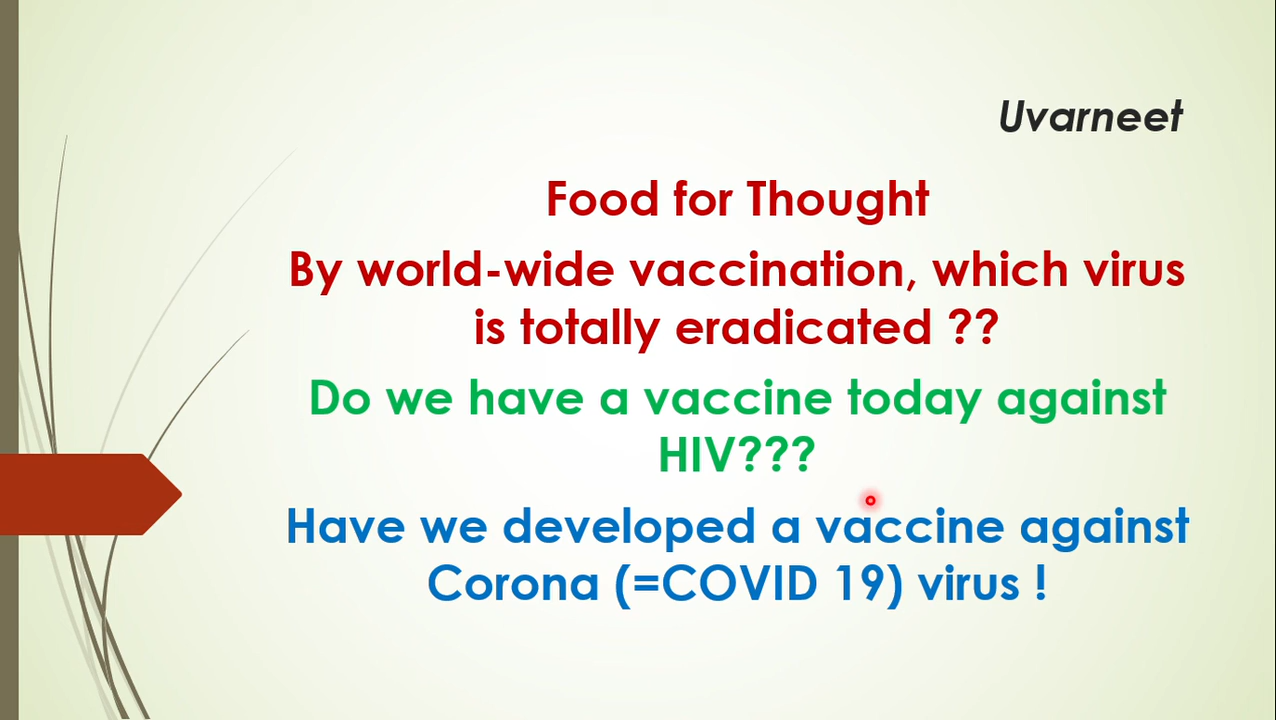 Uvarneet
Food for Thought
By world-wide vaccination, which virus
is totally eradicated ??
Do we have a vaccine today against
HIV???
Have we developed a vaccine against
Corona (=COVID 19) virus !